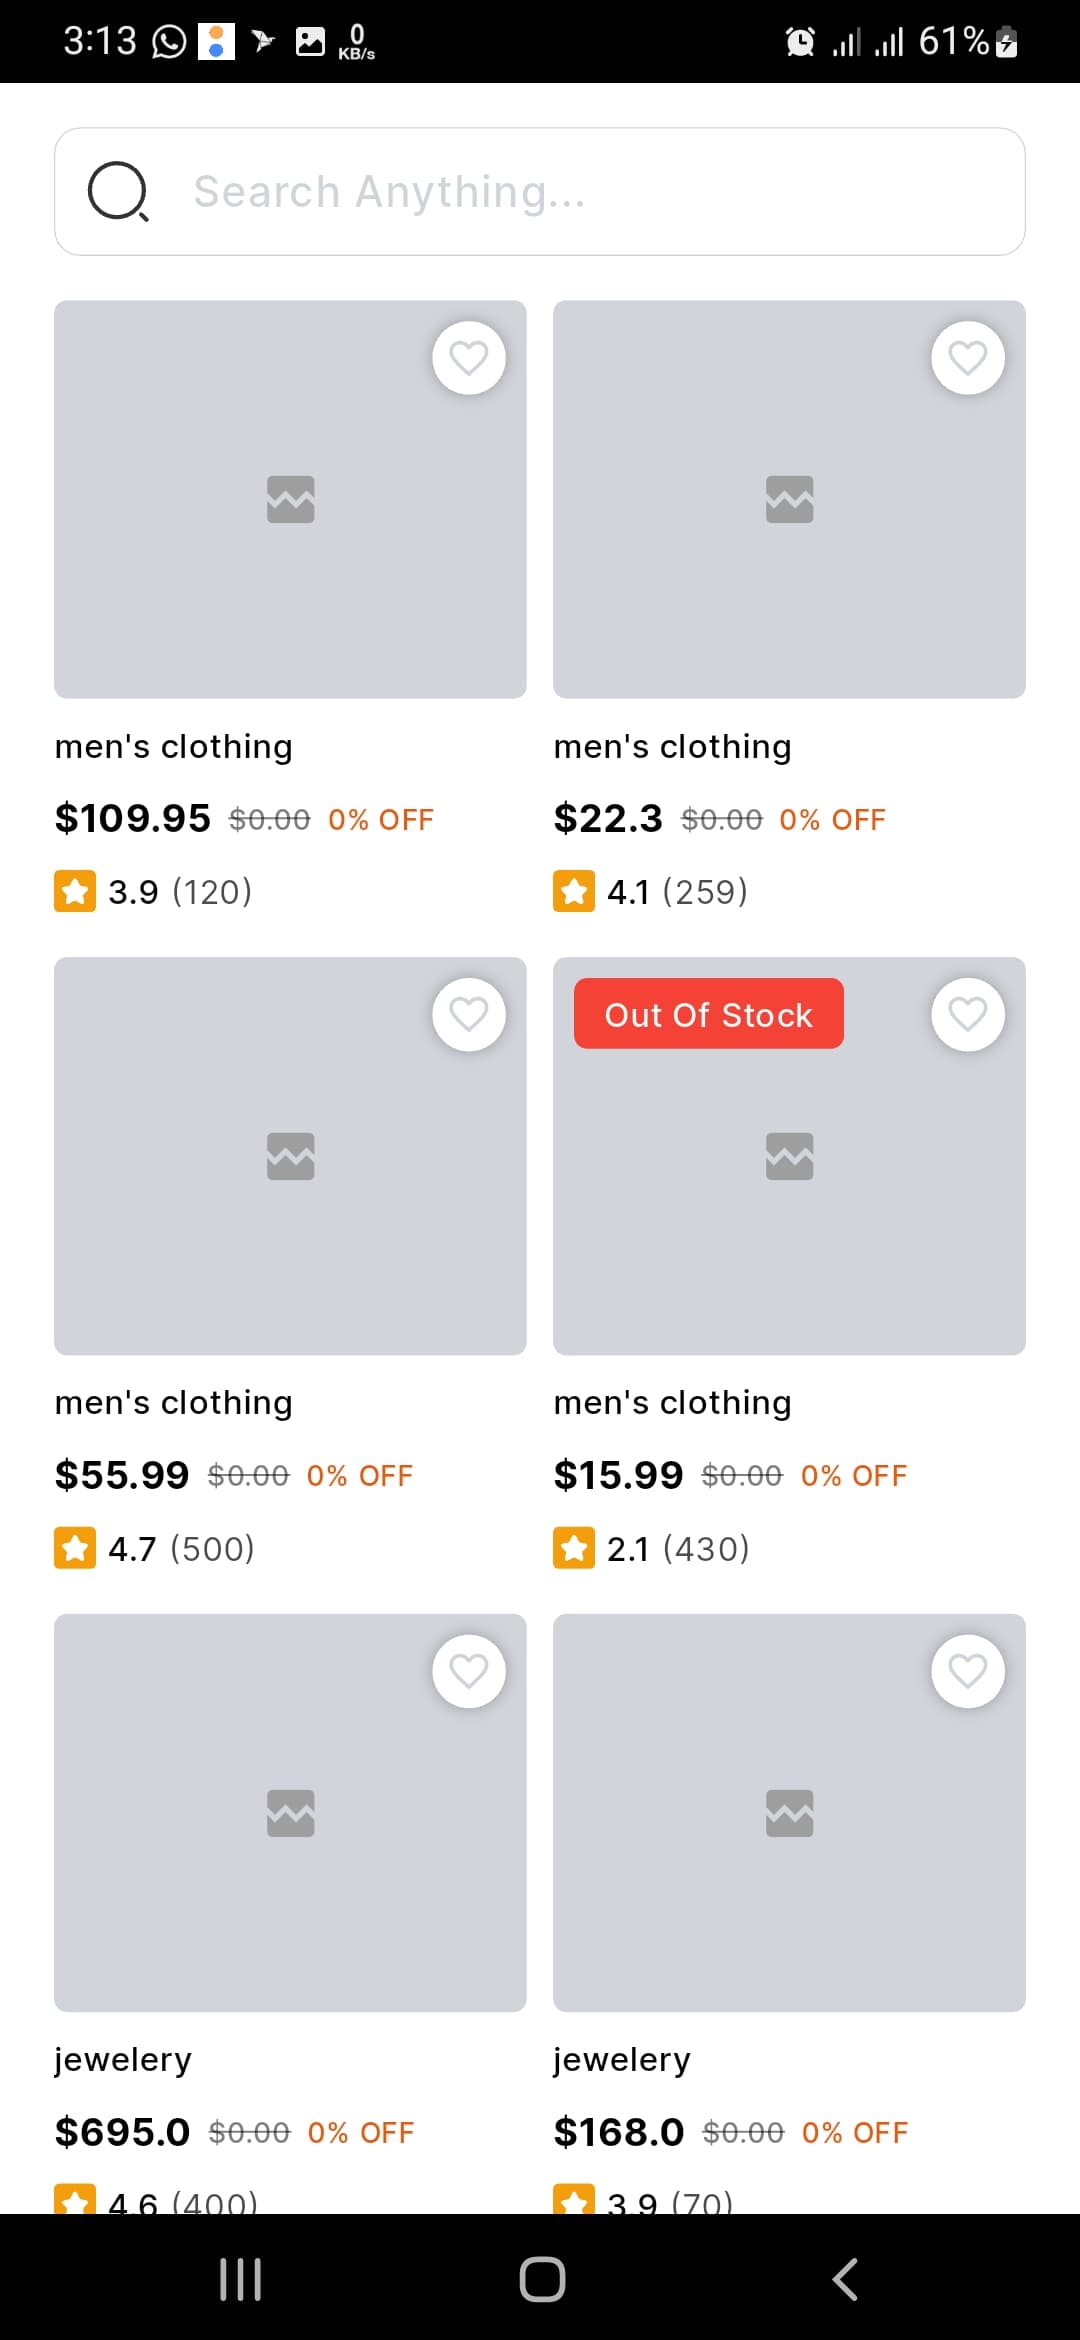 3:13 0 KB/s 61%
Search Anything...
men's clothing men's clothing
$109.95 $0.00 0% OFF $22.3 $0.00 0% OFF
3.9 (120) 4.1 (259)
Out Of Stock
men's clothing men's clothing
$55.99 $0.00 0% OFF $15.99 $0.00 0% OFF
4.7 (500) 2.1 (430)
jewelery jewelery
$695.0 $0.00 0% OFF $168.0 $0.00 0% OFF
4.6 (400) 3.9 (70)